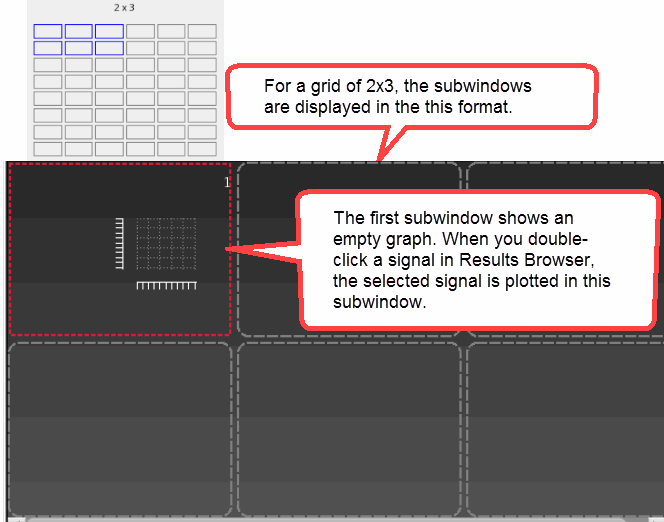 2 x 3
For a grid of 2x3, the subwindows
are displayed in the this format.
1
The first subwindow shows an
empty graph. When you double-
click a signal in Results Browser,
the selected signal is plotted in this
subwindow.